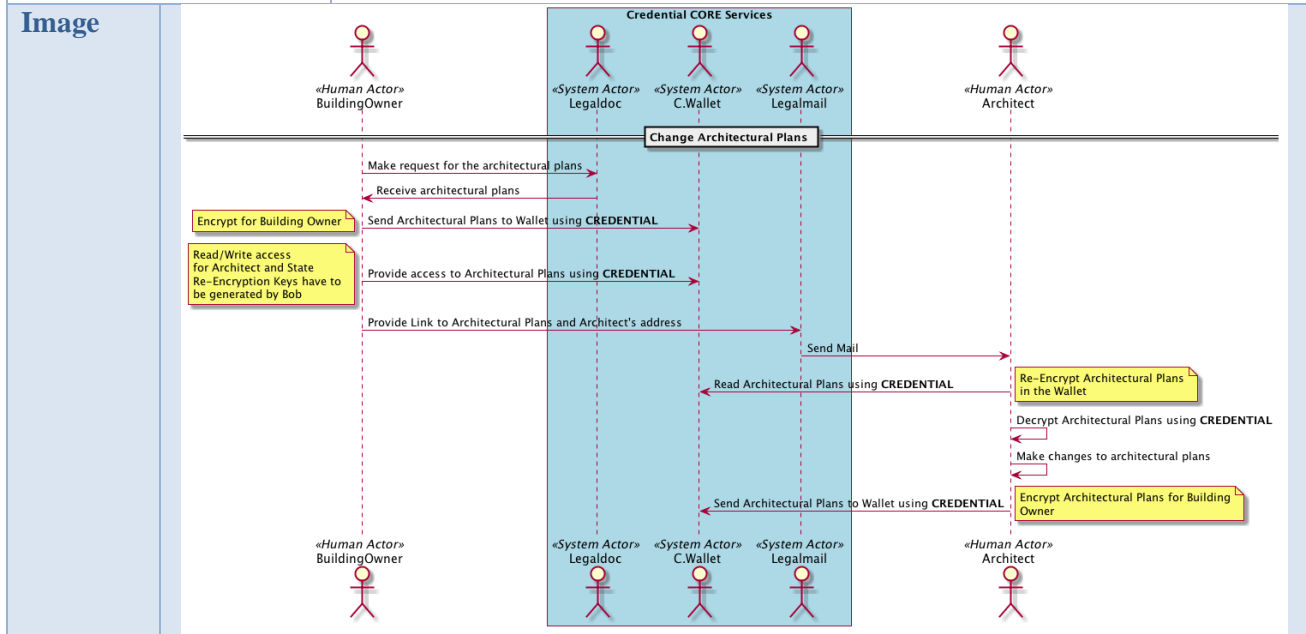 Image
Credential CORE Services
«Human Actor»
BuildingOwner
«System Actor»
Legaldoc
«System Actor»
C.Wallet
«System Actor»
Legalmail
«Human Actor»
Architect
Change Architectural Plans
Make request for the architectural plans
Receive architectural plans
Encrypt for Building Owner
Send Architectural Plans to Wallet using CREDENTIAL
Read/Write access
for Architect and State
Re-Encryption Keys have to
be generated by Bob
Provide access to Architectural Plans using CREDENTIAL
Provide Link to Architectural Plans and Architect's address
Send Mail
Read Architectural Plans using CREDENTIAL
Re-Encrypt Architectural Plans
in the Wallet
Decrypt Architectural Plans using CREDENTIAL
Make changes to architectural plans
Send Architectural Plans to Wallet using CREDENTIAL
Encrypt Architectural Plans for Building
Owner
«Human Actor»
BuildingOwner
«System Actor»
Legaldoc
«System Actor»
C.Wallet
«System Actor»
Legalmail
«Human Actor»
Architect